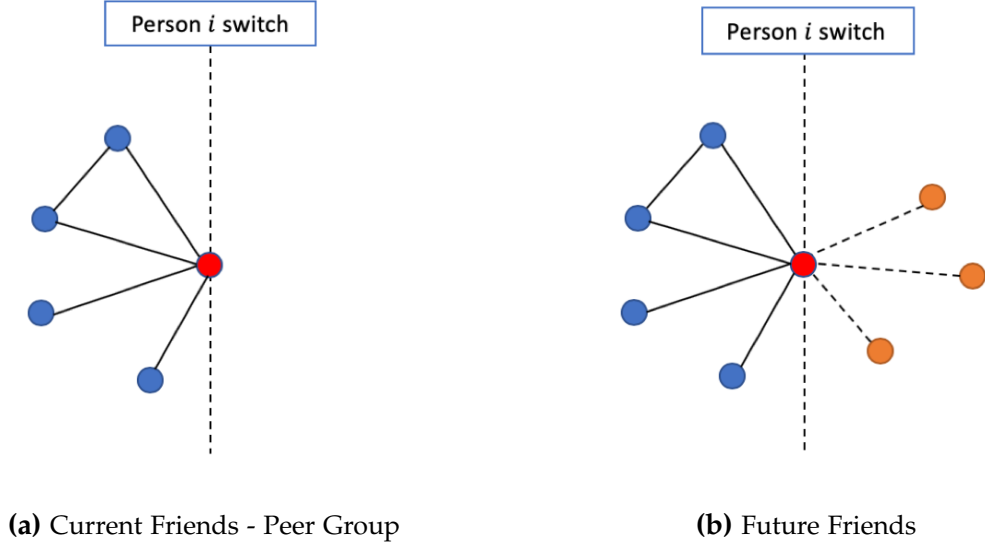 Person i switch
Person i switch
(a) Current Friends - Peer Group
(b) Future Friends